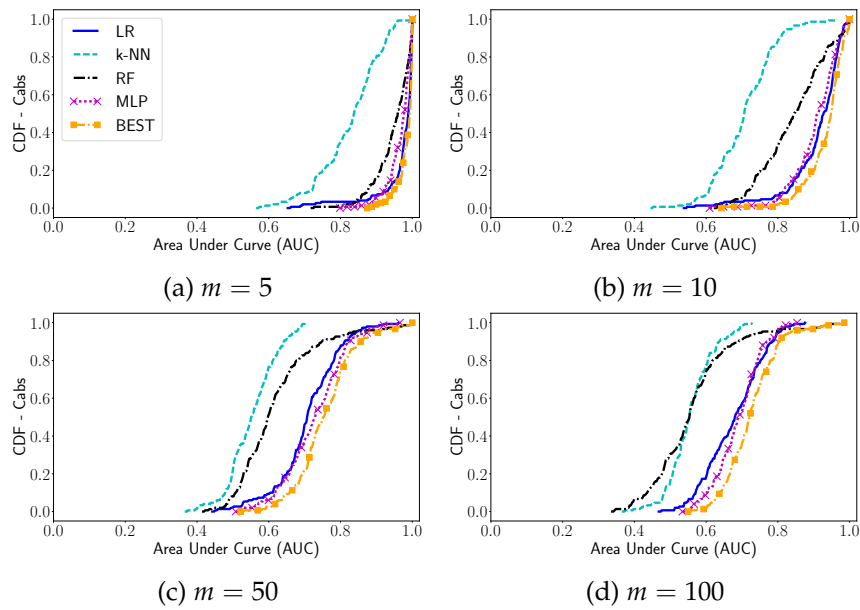 CDF - Cabs
1.0
0.8
0.6
0.4
0.2
0.0
LR
k-NN
RF
MLP
BEST
0.0 0.2 0.4 0.6 0.8 1.0
Area Under Curve (AUC)
(a) m = 5
CDF - Cabs
1.0
0.8
0.6
0.4
0.2
0.0
0.0 0.2 0.4 0.6 0.8 1.0
Area Under Curve (AUC)
(b) m = 10
CDF - Cabs
1.0
0.8
0.6
0.4
0.2
0.0
0.0 0.2 0.4 0.6 0.8 1.0
Area Under Curve (AUC)
(c) m = 50
CDF - Cabs
1.0
0.8
0.6
0.4
0.2
0.0
0.0 0.2 0.4 0.6 0.8 1.0
Area Under Curve (AUC)
(d) m = 100